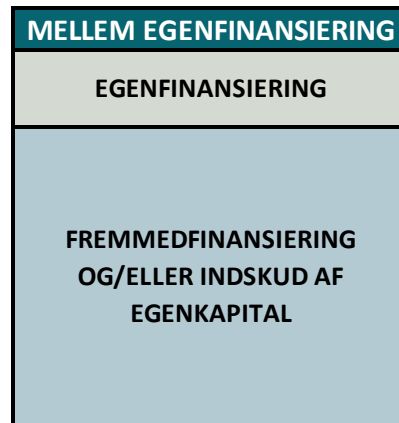 MELLEM EGENFINANSIERING
EGENFINANSIERING
FREMMEDFINANSIERING
OG/ELLER INDSKUD AF
EGENKAPITAL